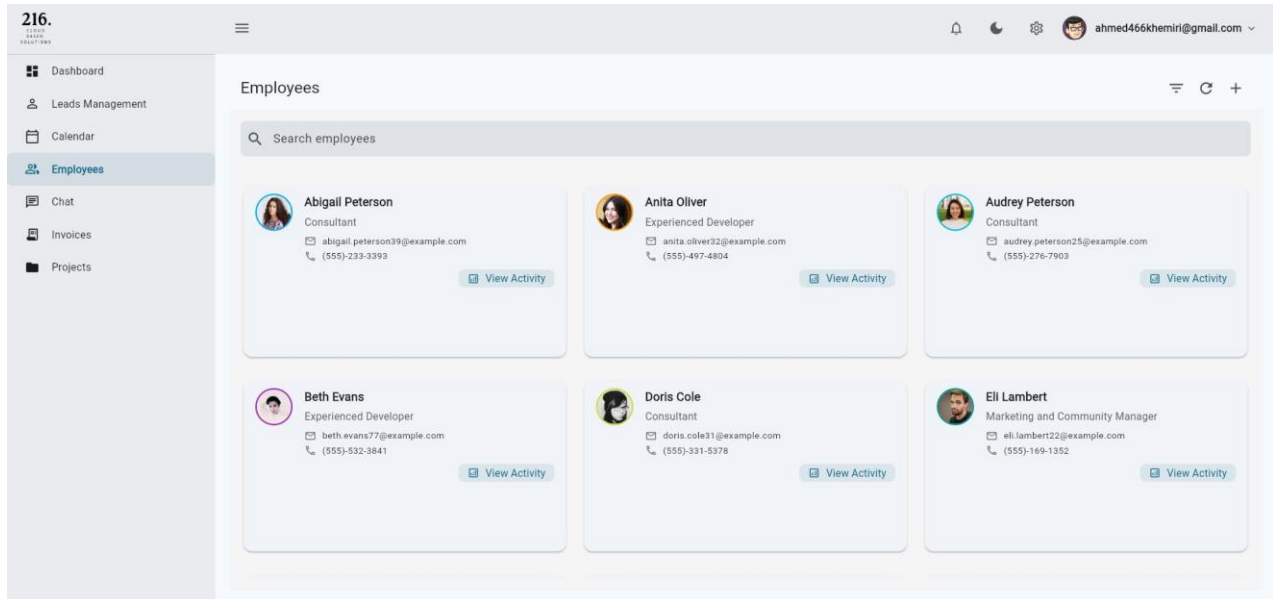 216.
CLOUD
BASED
SOLUTIONS
ahmed466khemiri@gmail.com
Dashboard
Leads Management
Calendar
Employees
Chat
Invoices
Projects
Employees
Search employees
Abigail Peterson
Consultant
abigail.peterson39@example.com
(555)-233-3393
View Activity
Anita Oliver
Experienced Developer
anita.oliver32@example.com
(555)-497-4804
View Activity
Audrey Peterson
Consultant
audrey.peterson25@example.com
(555)-276-7903
View Activity
Beth Evans
Experienced Developer
beth.evans77@example.com
(555)-532-3841
View Activity
Doris Cole
Consultant
doris.cole31@example.com
(555)-331-5378
View Activity
Eli Lambert
Marketing and Community Manager
eli.lambert22@example.com
(555)-169-1352
View Activity